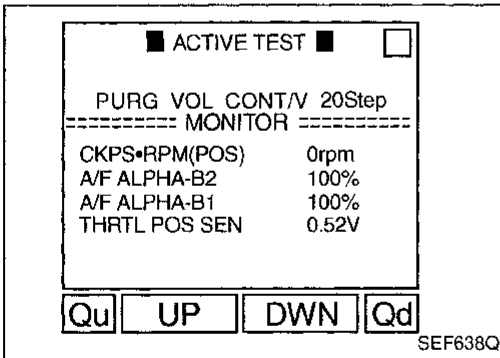 ■ ACTIVE TEST ■
PURG VOL CONT/V 20Step
========= MONITOR =========
CKPS•RPM(POS) 0rpm
A/F ALPHA-B2 100%
A/F ALPHA-B1 100%
THRTL POS SEN 0.52V
Qu UP DWN Qd
SEF638Q